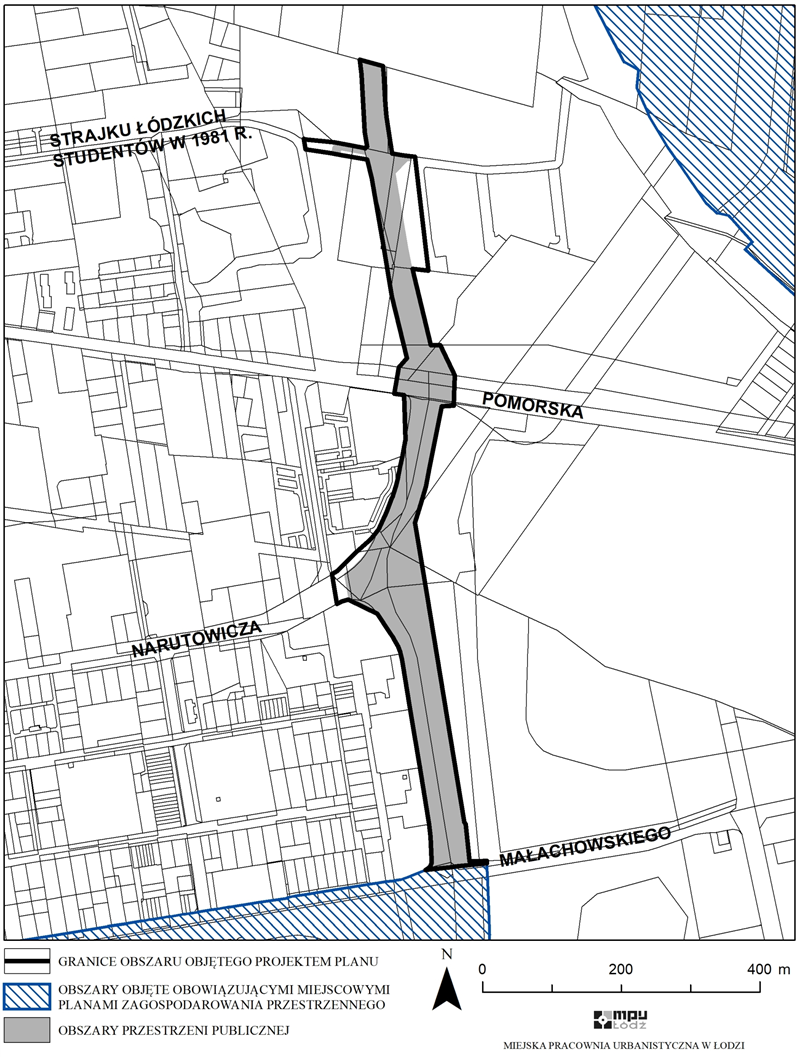 STRAJKU ŁÓDZKICH
STUDENTÓW W 1981 R.
POMORSKA
NARUTOWICZA
MAŁACHOWSKIEGO
GRANICE OBSZARU OBJĘTEGO PROJEKTEM PLANU
OBSZARY OBJĘTE OBOWIĄZUJĄCYMI MIEJSCOWYMI
PLANAMI ZAGOSPODAROWANIA PRZESTRZENNEGO
OBSZARY PRZESTRZENI PUBLICZNEJ
N
0 200 400 m
mpu
Łódź
MIEJSKA PRACOWNIA URBANISTYCZNA W ŁODZI